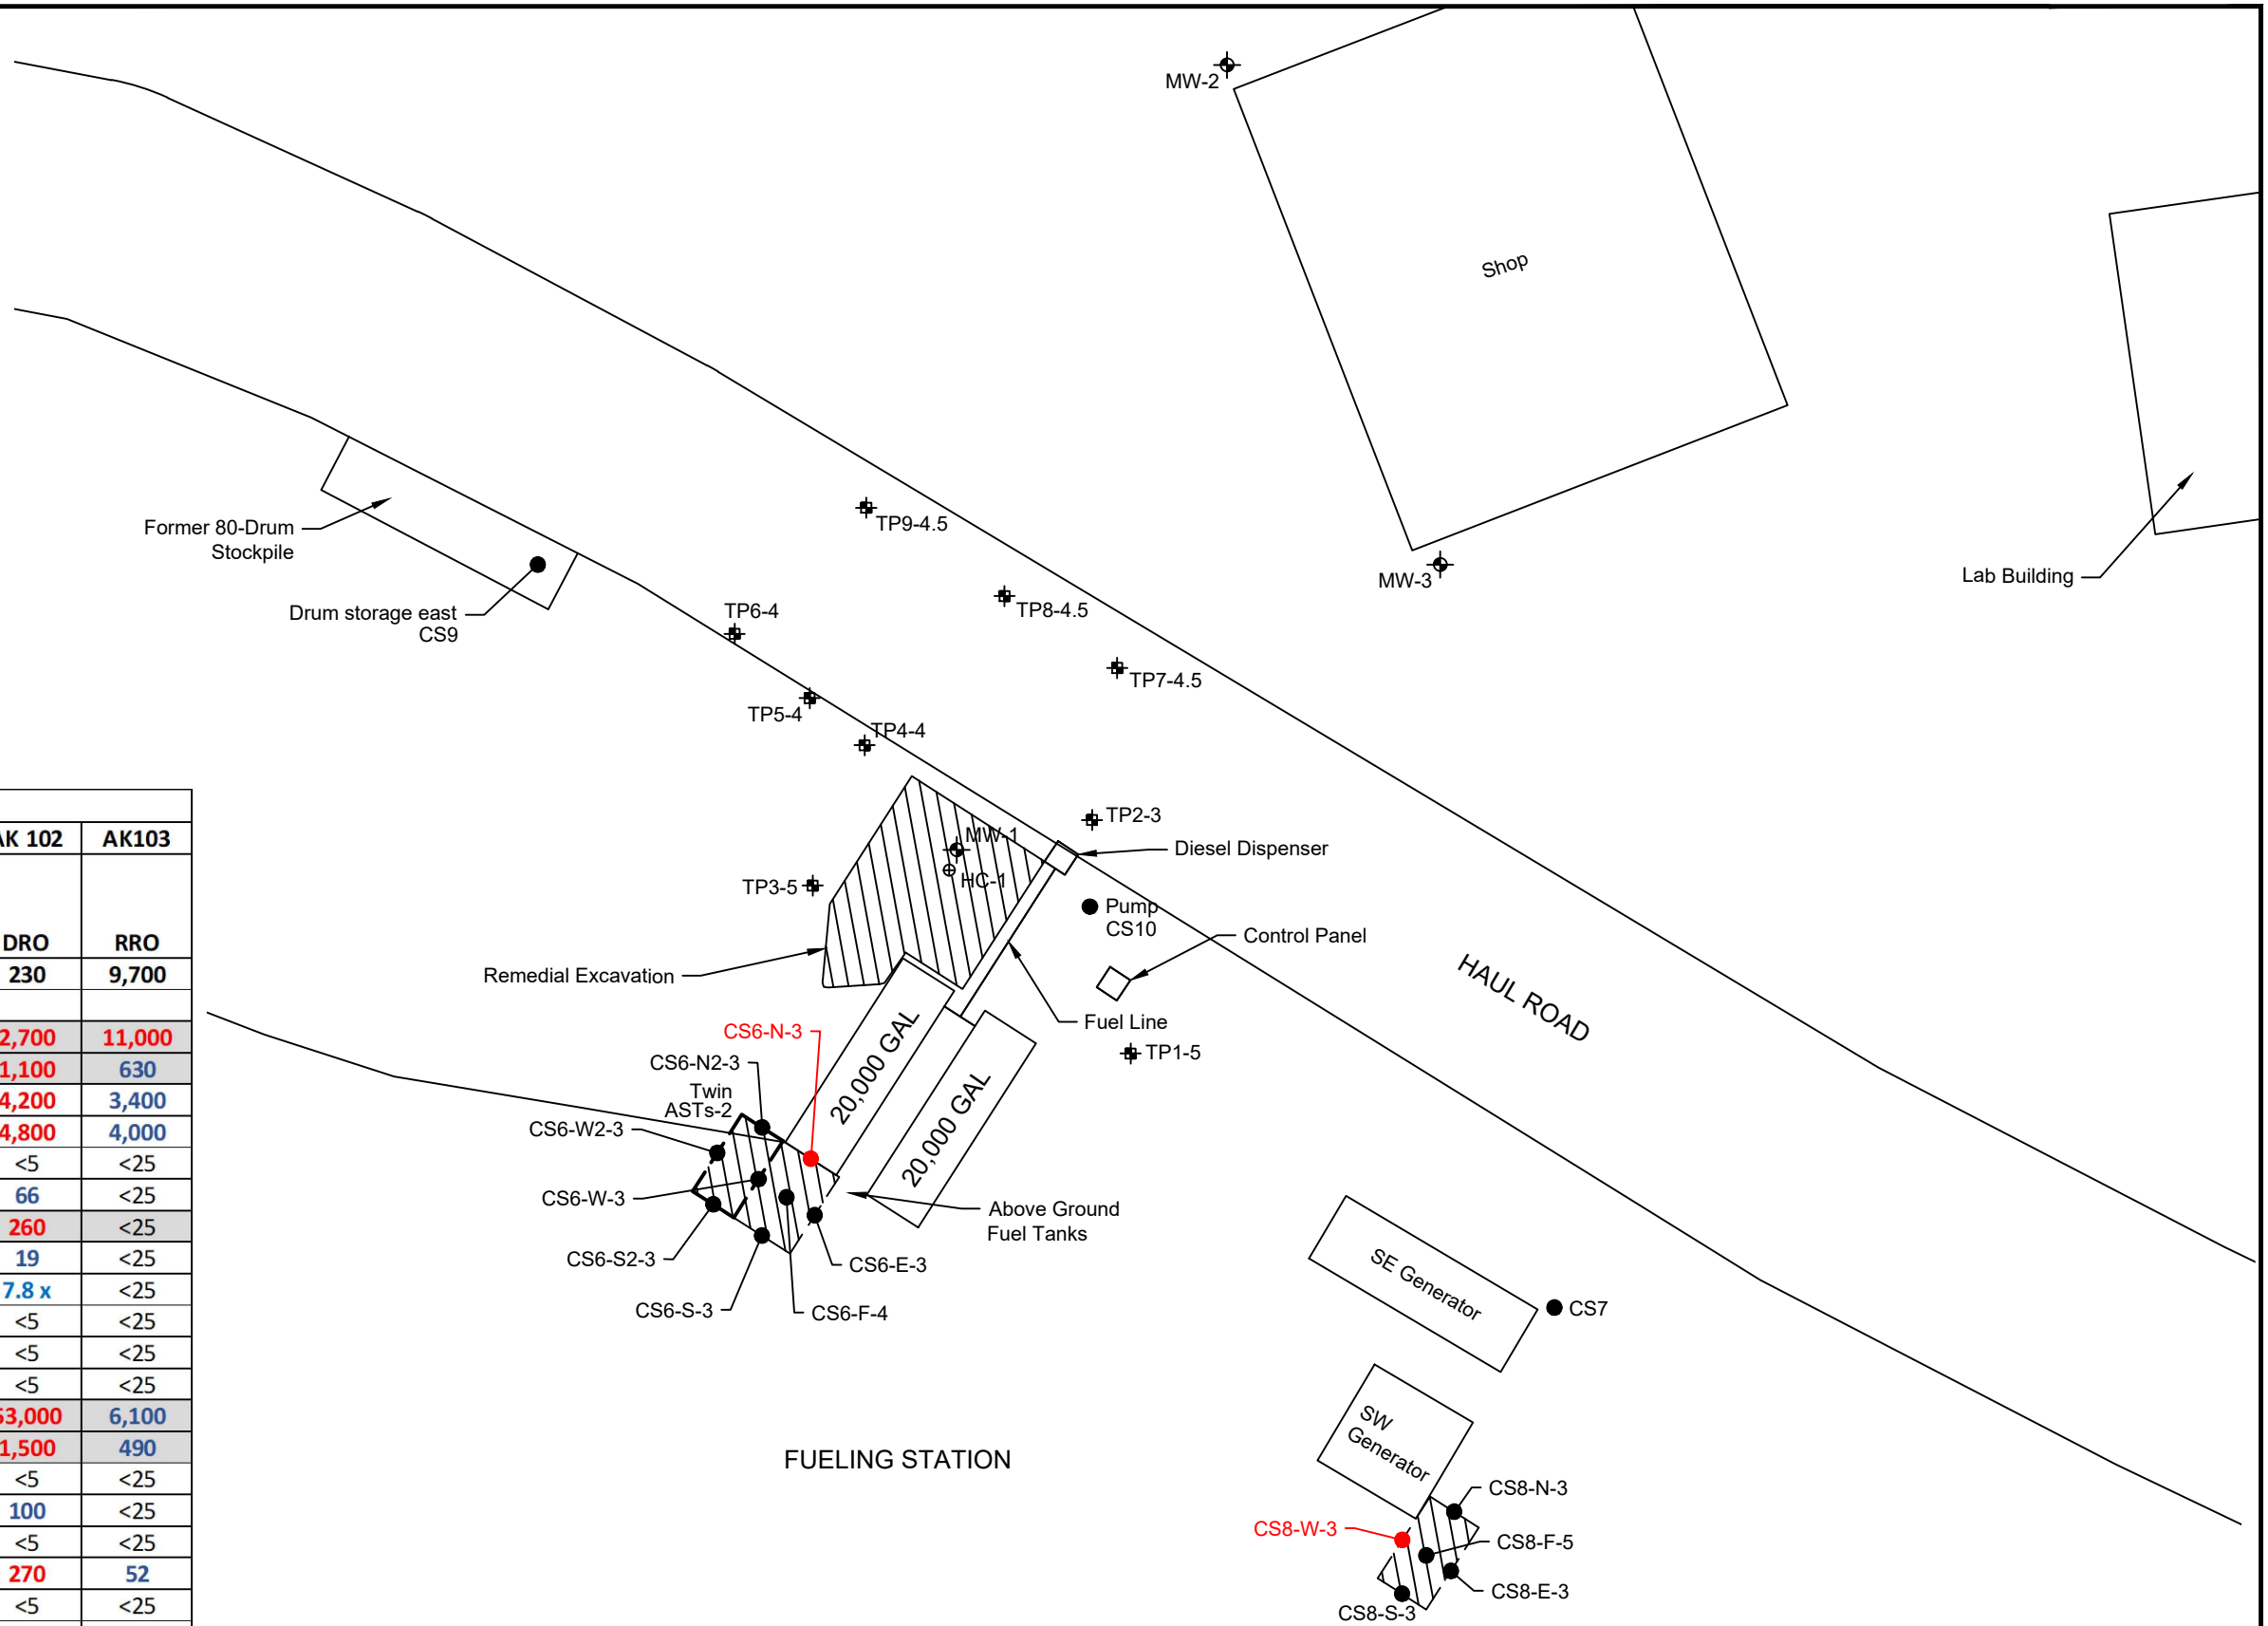 MW-2
Shop
Former 80-Drum
Stockpile
TP9-4.5
MW-3
Lab Building
Drum storage east
CS9
TP6-4
TP8-4.5
TP7-4.5
TP5-4
TP4-4
TP2-3
MW-1
Diesel Dispenser
HC-1
TP3-5
Pump
CS10
Control Panel
Remedial Excavation
HAUL ROAD
Fuel Line
CS6-N-3
TP1-5
CS6-N2-3
Twin
ASTs-2
20,000 GAL
20,000 GAL
CS6-W2-3
CS6-W-3
Above Ground
Fuel Tanks
CS6-S2-3
CS6-E-3
CS6-S-3
CS6-F-4
SE Generator
CS7
SW
Generator
FUELING STATION
CS8-N-3
CS8-W-3
CS8-F-5
CS8-E-3
CS8-S-3
AK 102 AK103
DRO RRO
230 9,700
2,700 11,000
1,100 630
4,200 3,400
4,800 4,000
<5 <25
66 <25
260 <25
19 <25
7.8 x <25
<5 <25
<5 <25
<5 <25
53,000 6,100
1,500 490
<5 <25
100 <25
<5 <25
270 52
<5 <25